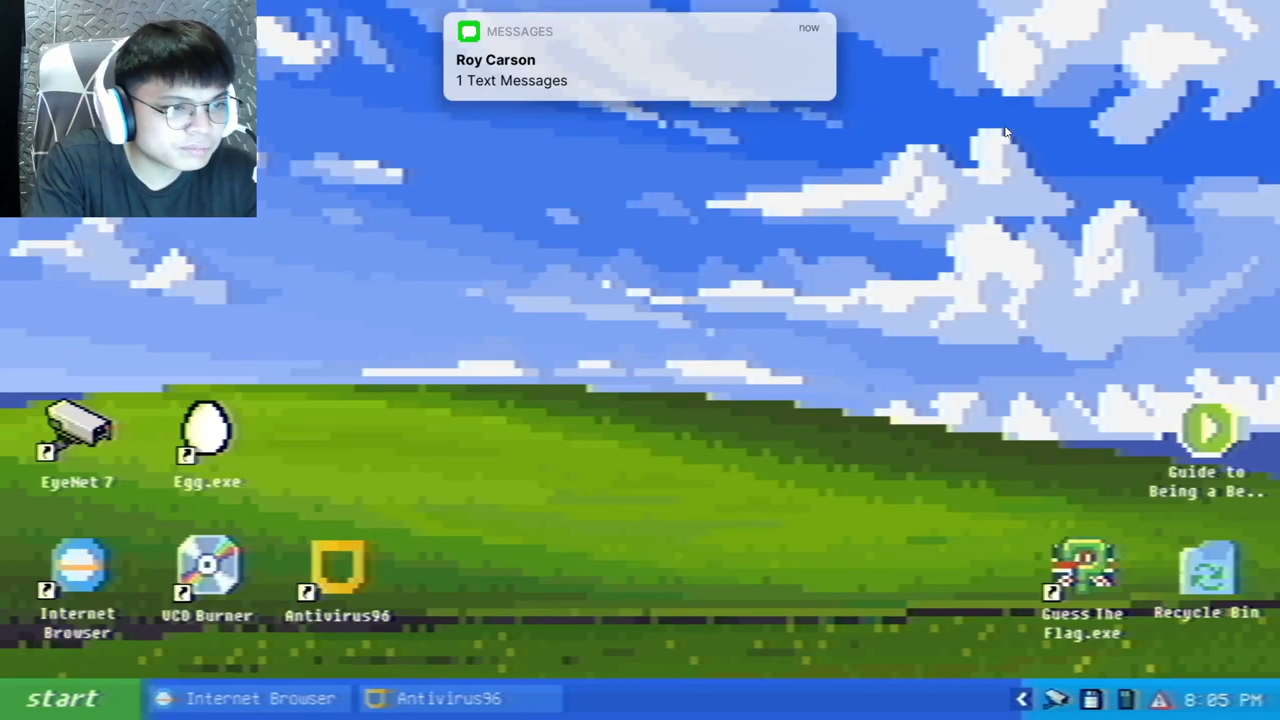 MESSAGES
now
Roy Carson
1 Text Messages
EyeNet 7
Egg.exe
Guide to
Being a Be..
Internet
Browser
VCD Burner
Antivirus96
Guess The
Flag.exe
Recycle Bin
start
Internet Browser
Antivirus96
8:05 PM